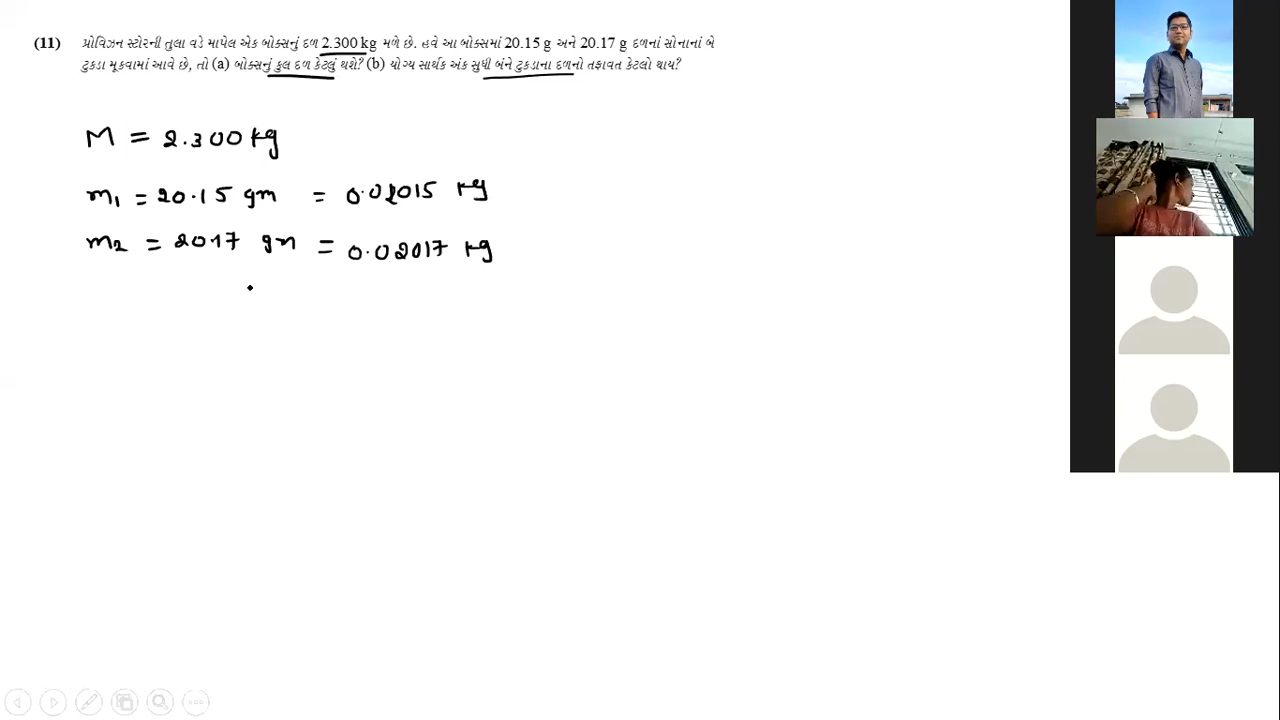 (11) પ્રોવિઝન સ્ટોરની તુલા વડે માપેલ એક બોક્સનું દળ 2.300 kg મળે છે. હવે આ બોક્સમાં 20.15 g અને 20.17 g દળનાં સોનાનાં બે
ટુકડા મૂકવામાં આવે છે, તો (a) બોક્સનું કુલ દળ કેટલું થશે? (b) યોગ્ય સાર્થક અંક સુધી બંને ટુકડાના દળનો તફાવત કેટલો થાય?
M = 2.300 kg
m₁ = 20.15 gm = 0.02015 kg
m₂ = 20.17 gm = 0.02017 kg